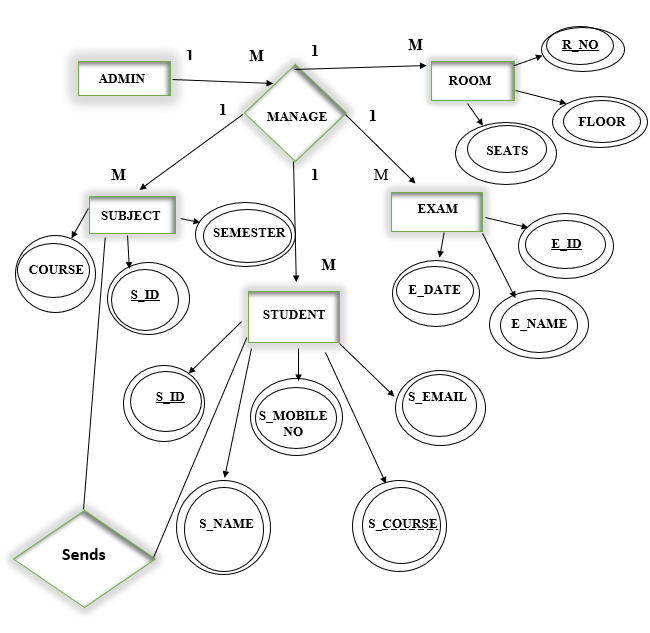 R_NO
1
M
1
M
ADMIN
ROOM
1
MANAGE
1
FLOOR
SEATS
M
1
M
SUBJECT
EXAM
SEMESTER
COURSE
S_ID
E_ID
M
E_DATE
STUDENT
E_NAME
S_ID
S_MOBILE
NO
S_EMAIL
S_NAME
S_COURSE
Sends